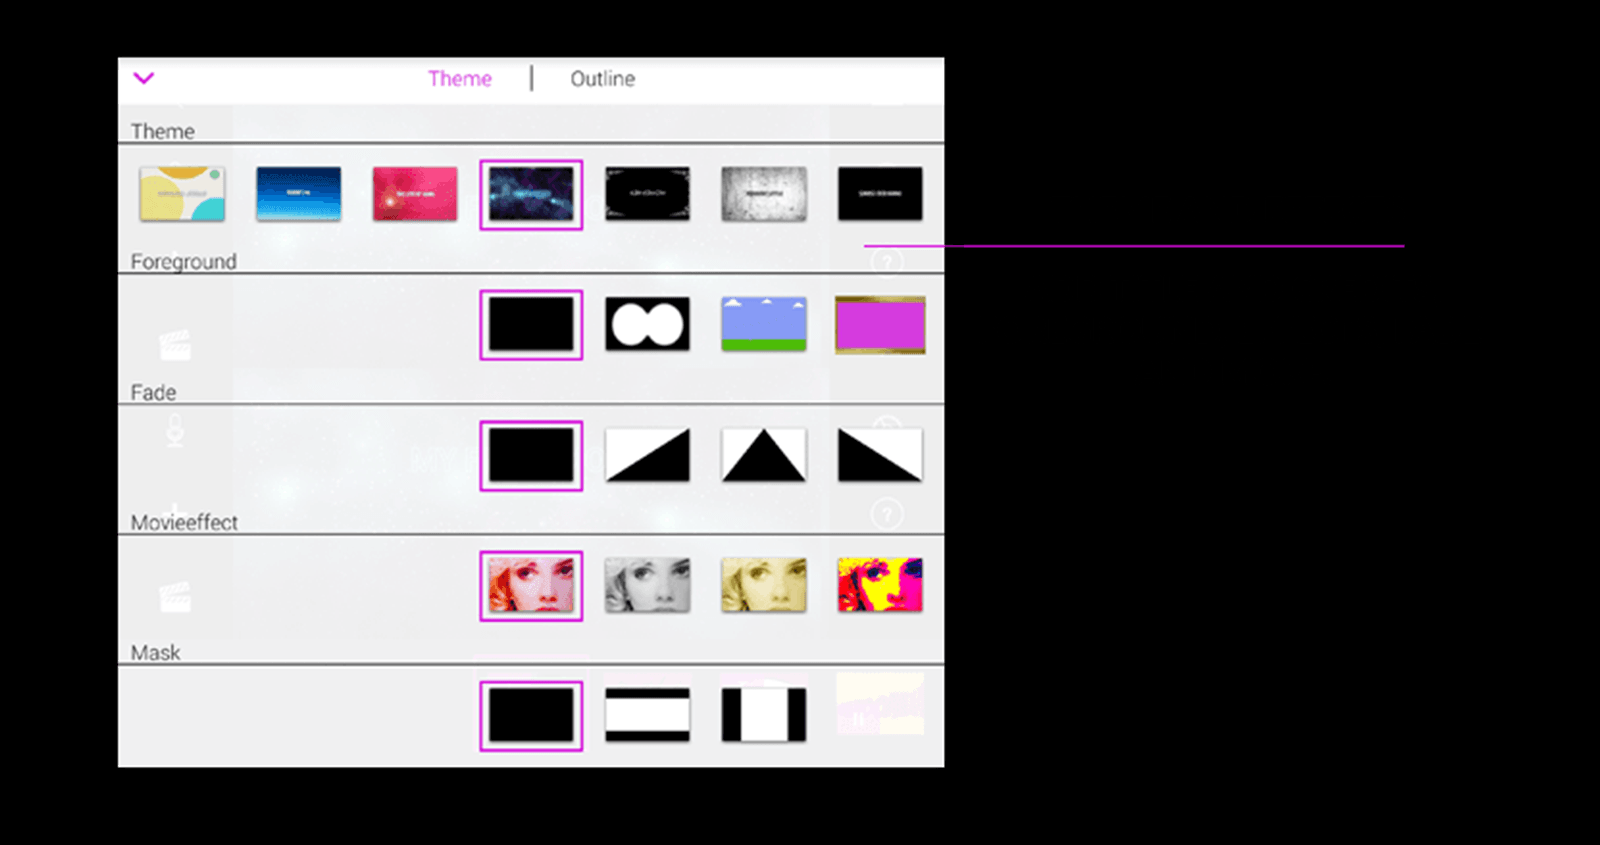 Theme | Outline
Theme
Foreground
?
Fade
Movieeffect
?
Mask